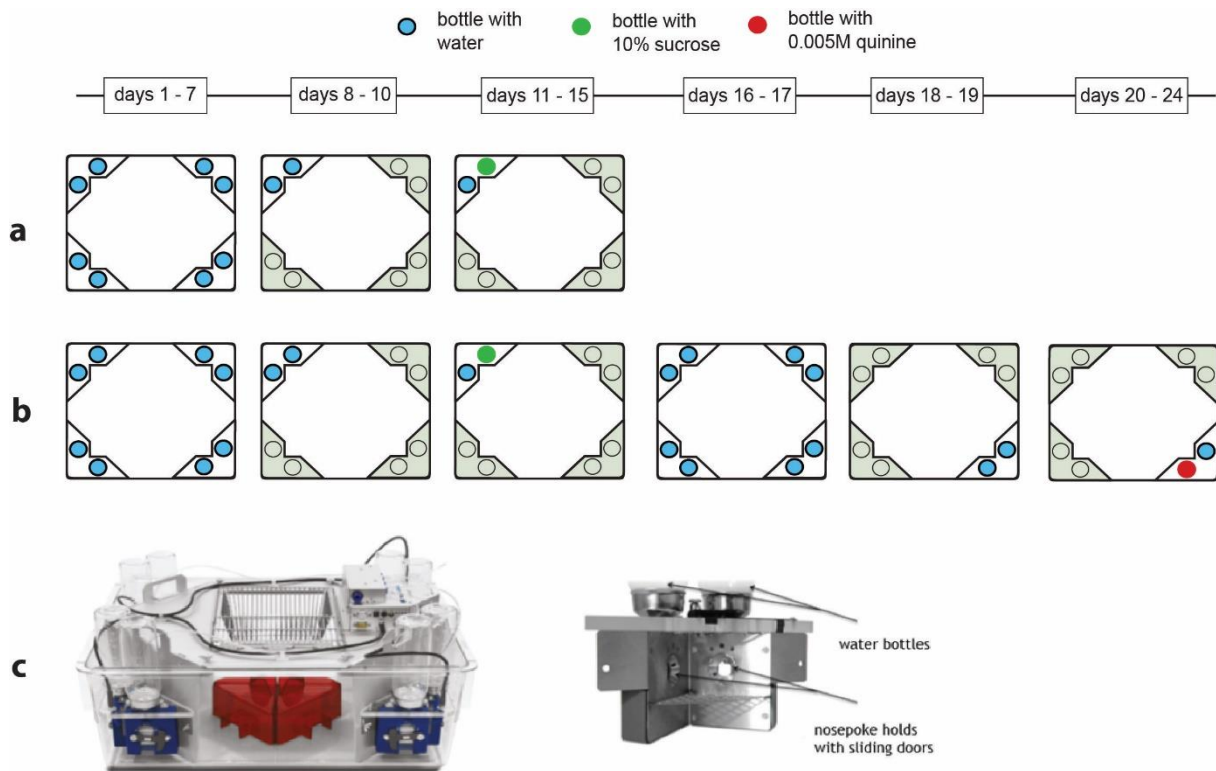 bottle with
water
bottle with
10% sucrose
bottle with
0.005M quinine
days 1 - 7
days 8 - 10
days 11 - 15
days 16 - 17
days 18 - 19
days 20 - 24
a
b
c
water bottles
nosepoke holds
with sliding doors